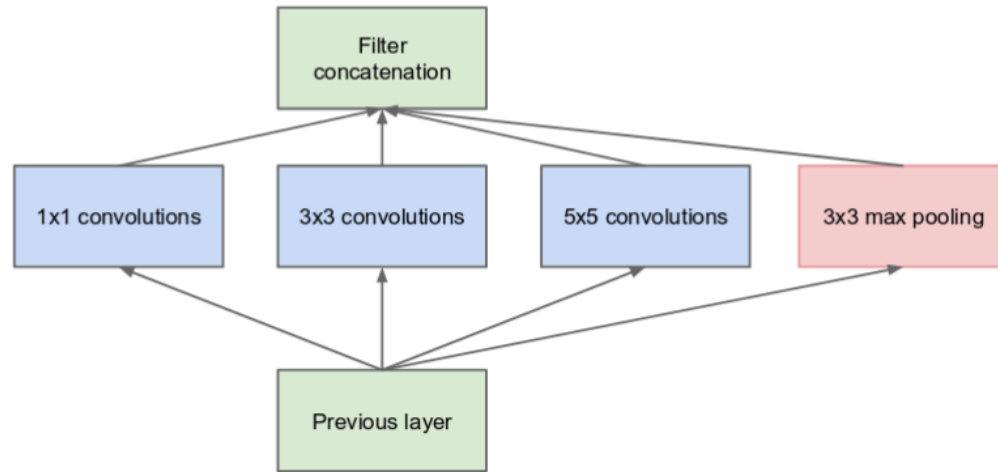 Filter
concatenation
1x1 convolutions
3x3 convolutions
5x5 convolutions
3x3 max pooling
Previous layer